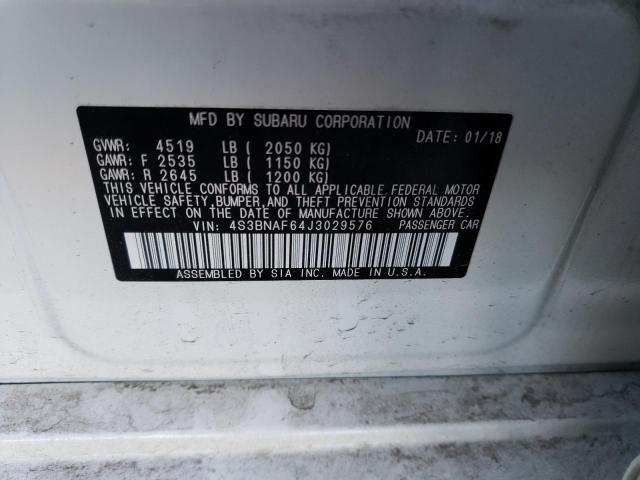 MFD BY SUBARU CORPORATION
DATE: 01/18
GVWR: 4519 LB ( 2050 KG)
GAWR: F 2535 LB ( 1150 KG)
GAWR: R 2645 LB ( 1200 KG)
THIS VEHICLE CONFORMS TO ALL APPLICABLE FEDERAL MOTOR
VEHICLE SAFETY, BUMPER, AND THEFT PREVENTION STANDARDS
IN EFFECT ON THE DATE OF MANUFACTURE SHOWN ABOVE.
VIN: 4S3BNAF64J3029576 PASSENGER CAR
ASSEMBLED BY SIA INC. MADE IN U.S.A.